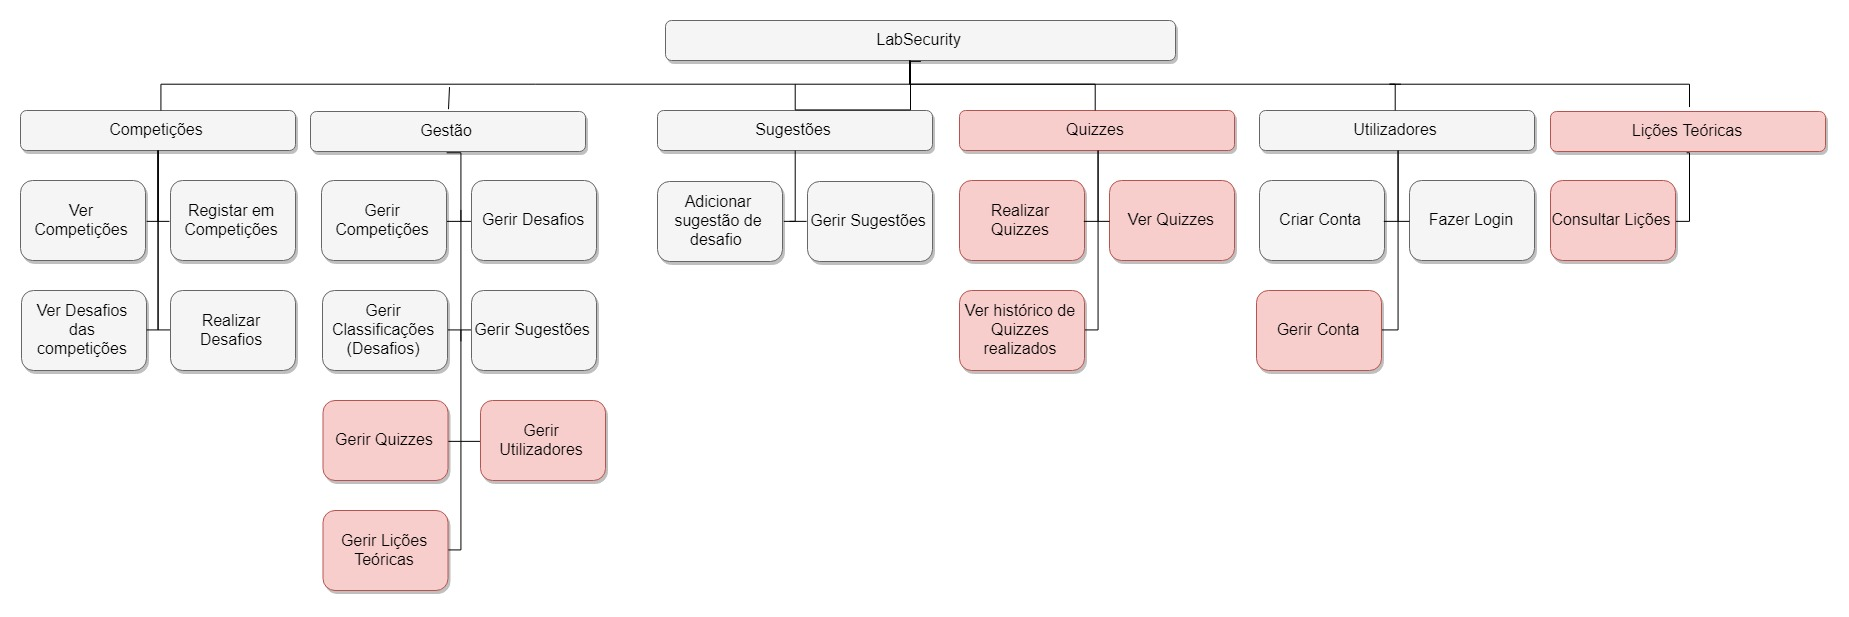 LabSecurity
Competições
Gestão
Sugestões
Quizzes
Utilizadores
Lições Teóricas
Ver
Competições
Registar em
Competições
Gerir
Competições
Gerir Desafios
Adicionar
sugestão de
desafio
Gerir Sugestões
Realizar
Quizzes
Ver Quizzes
Criar Conta
Fazer Login
Consultar Lições
Ver Desafios
das
competições
Realizar
Desafios
Gerir
Classificações
(Desafios)
Gerir Sugestões
Ver histórico de
Quizzes
realizados
Gerir Conta
Gerir Quizzes
Gerir
Utilizadores
Gerir Lições
Teóricas